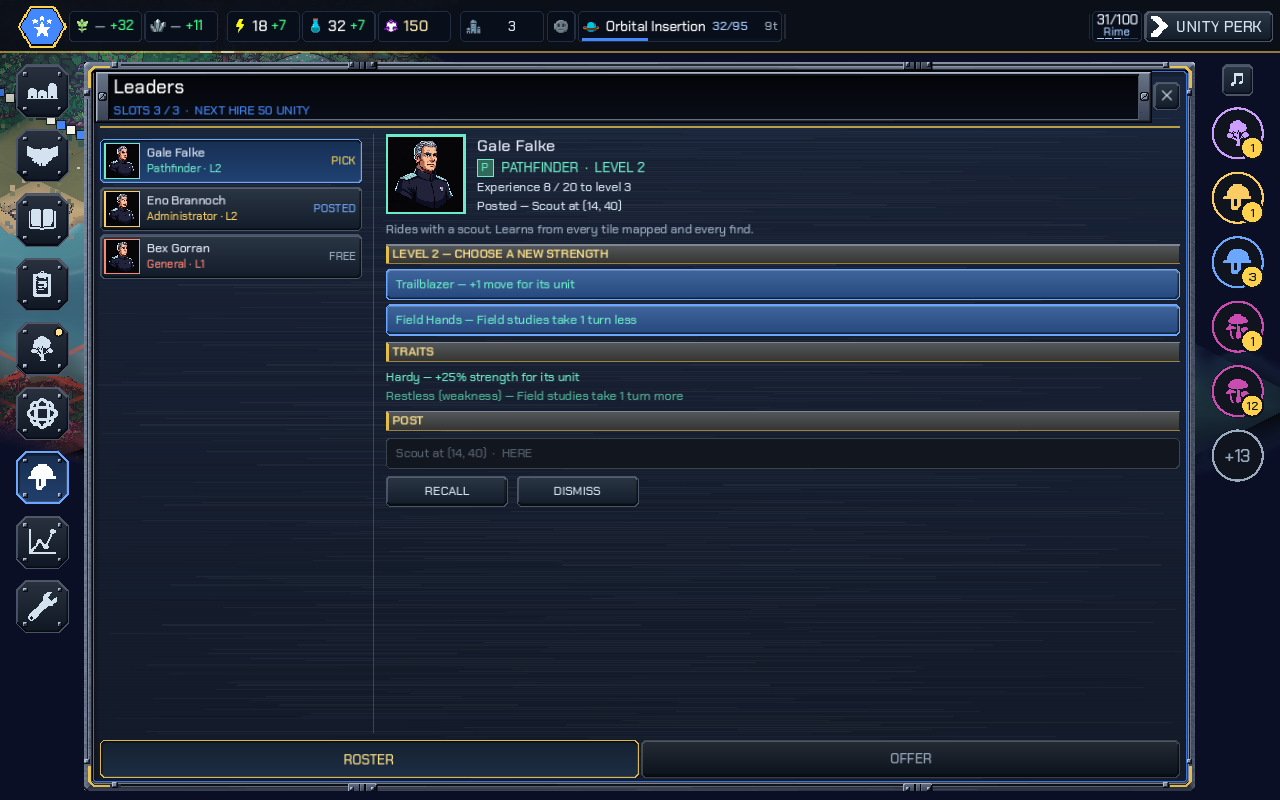 — +32
— +11
18 +7
32 +7
150
3
Orbital Insertion 32/95 9t
31/100
Rime
UNITY PERK
Leaders
SLOTS 3 / 3 · NEXT HIRE 50 UNITY
Gale Falke
Pathfinder · L2
PICK
Eno Brannoch
Administrator · L2
POSTED
Bex Gorran
General · L1
FREE
Gale Falke
P PATHFINDER · LEVEL 2
Experience 8 / 20 to level 3
Posted — Scout at (14, 40)
Rides with a scout. Learns from every tile mapped and every find.
LEVEL 2 — CHOOSE A NEW STRENGTH
Trailblazer — +1 move for its unit
Field Hands — Field studies take 1 turn less
TRAITS
Hardy — +25% strength for its unit
Restless (weakness) — Field studies take 1 turn more
POST
Scout at (14, 40) · HERE
RECALL
DISMISS
ROSTER
OFFER
1
1
3
1
12
+13